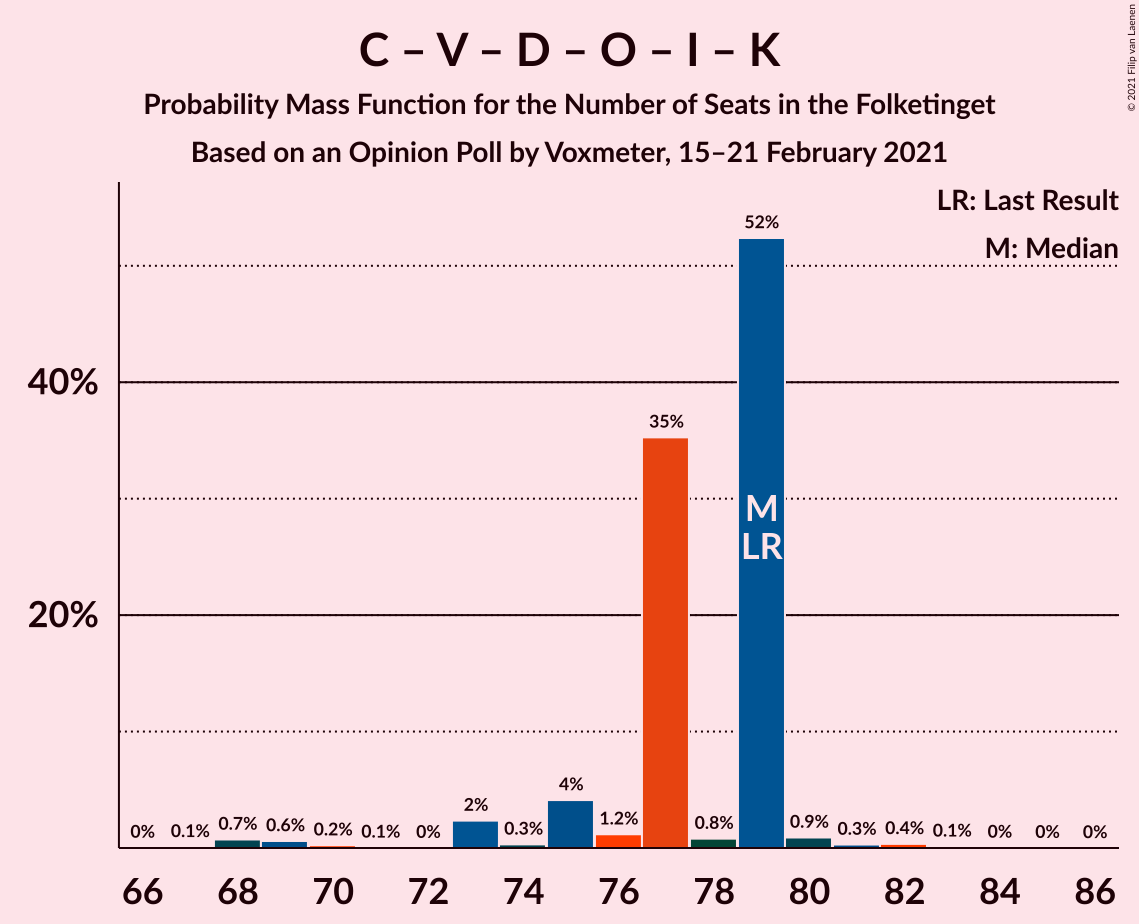 C – V – D – O – I – K
Probability Mass Function for the Number of Seats in the Folketinget
Based on an Opinion Poll by Voxmeter, 15–21 February 2021
© 2021 Filip van Laenen
LR: Last Result
M: Median
40%
20%
0%
0.1%
0.7%
0.6%
0.2%
0.1%
0%
2%
0.3%
4%
1.2%
35%
0.8%
52%
M
LR
0.9%
0.3%
0.4%
0.1%
0%
0%
0%
66 68 70 72 74 76 78 80 82 84 86